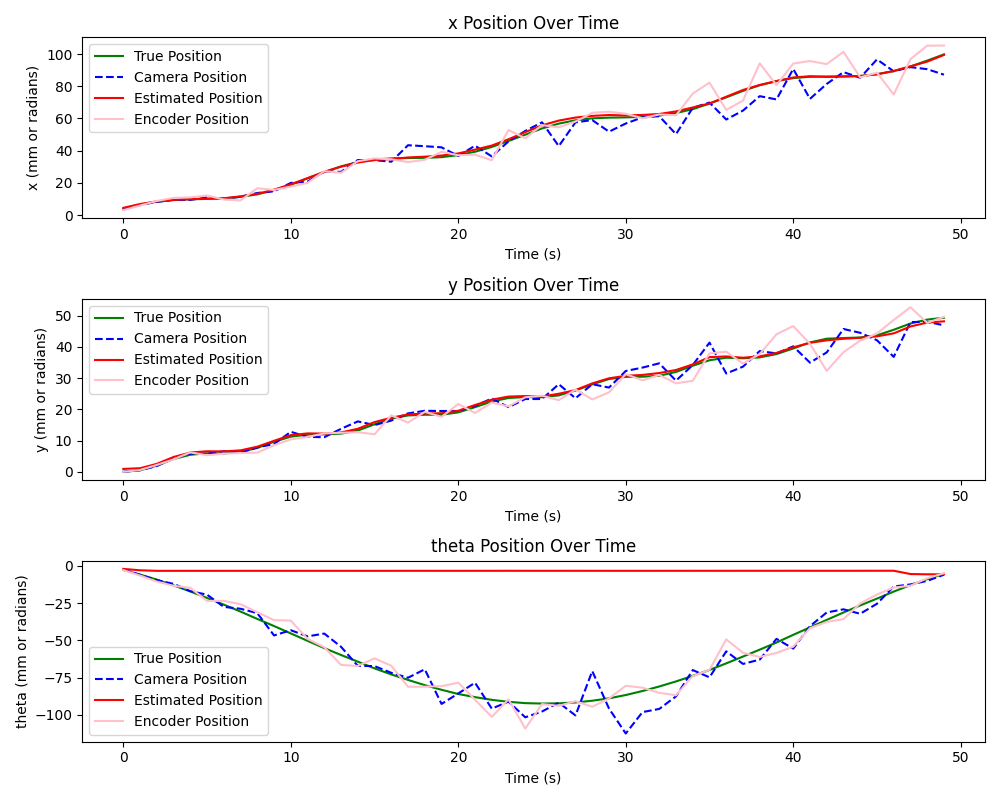 x Position Over Time
x (mm or radians)
100
80
60
40
20
0
True Position
Camera Position
Estimated Position
Encoder Position
0 10 20 30 40 50
Time (s)
y Position Over Time
y (mm or radians)
50
40
30
20
10
0
True Position
Camera Position
Estimated Position
Encoder Position
0 10 20 30 40 50
Time (s)
theta Position Over Time
theta (mm or radians)
0
−25
−50
−75
−100
True Position
Camera Position
Estimated Position
Encoder Position
0 10 20 30 40 50
Time (s)